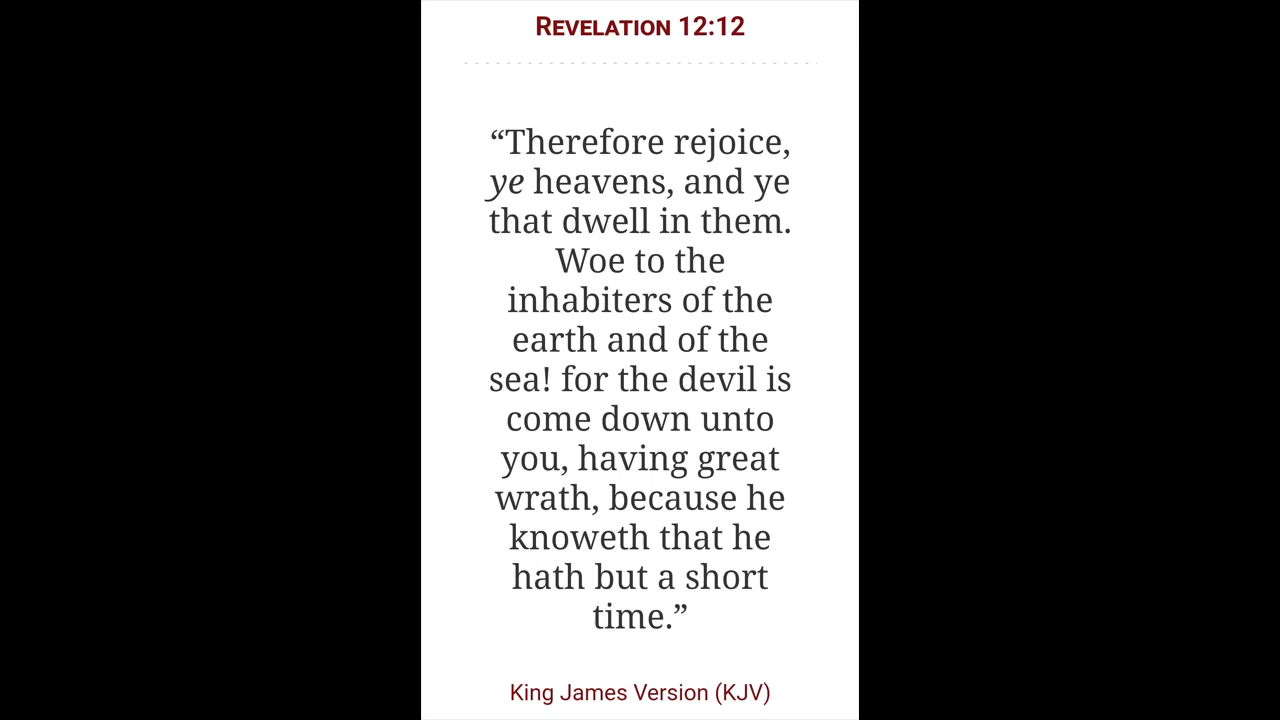 REVELATION 12:12
“Therefore rejoice,
ye heavens, and ye
that dwell in them.
Woe to the
inhabiters of the
earth and of the
sea! for the devil is
come down unto
you, having great
wrath, because he
knoweth that he
hath but a short
time.”
King James Version (KJV)